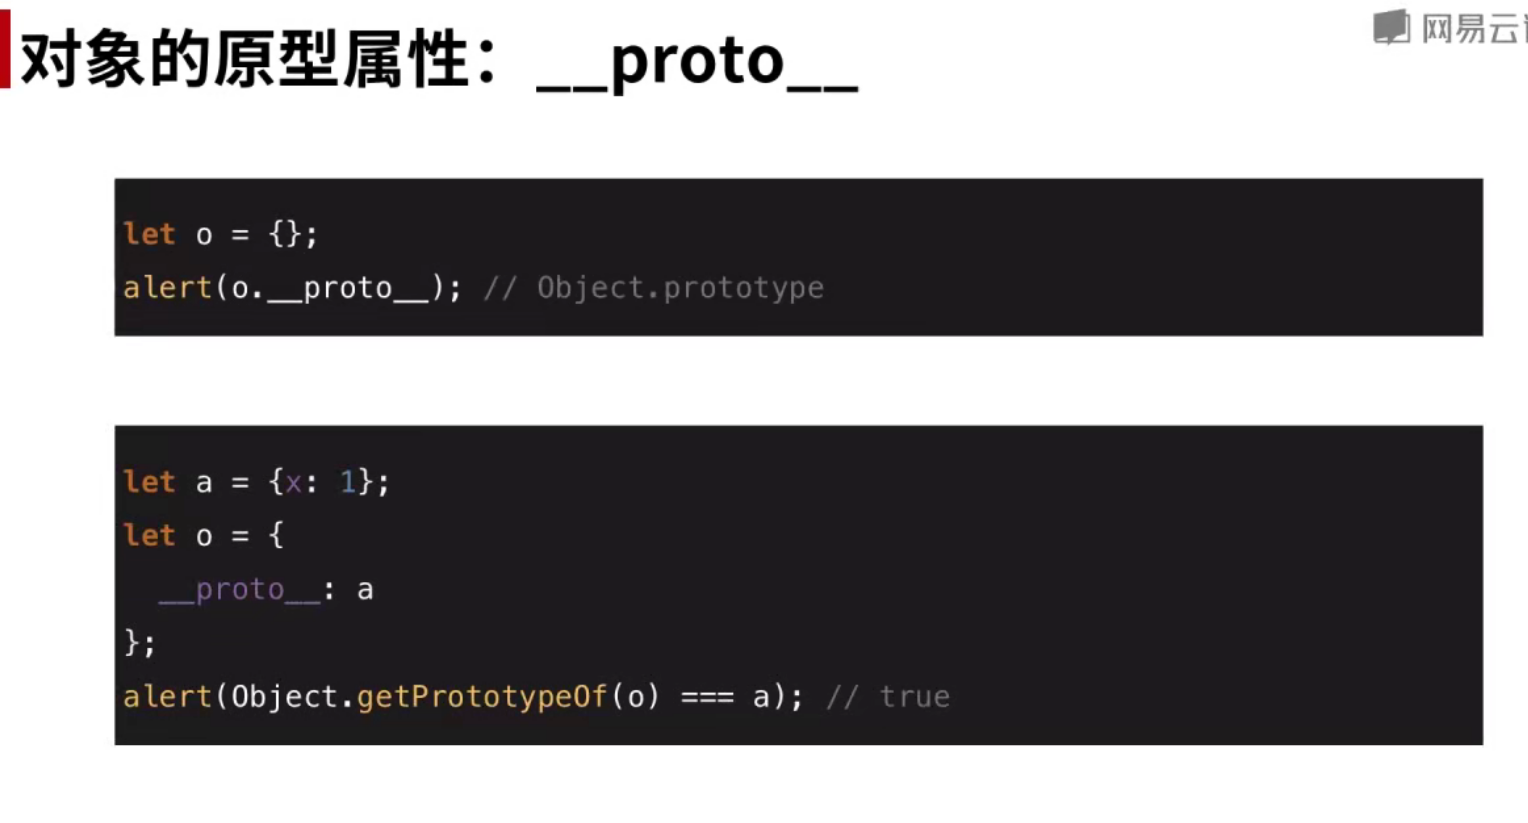 对象的原型属性：__proto__
网易云
let o = {};
alert(o.__proto__); // Object.prototype
let a = {x: 1};
let o = {
  __proto__: a
};
alert(Object.getPrototypeOf(o) === a); // true